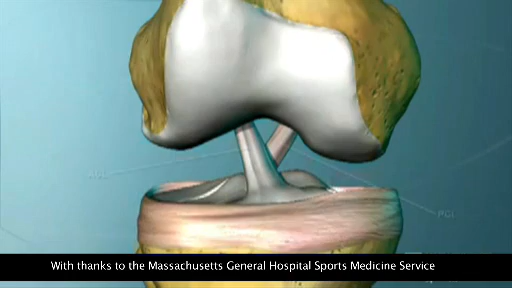 ACL
PCL
With thanks to the Massachusetts General Hospital Sports Medicine Service